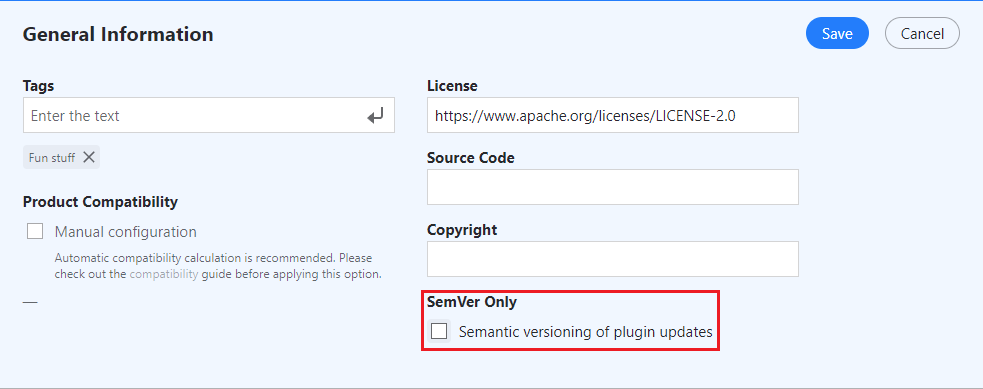 General Information
Save
Cancel
Tags
Enter the text
Fun stuff
Product Compatibility
Manual configuration
Automatic compatibility calculation is recommended. Please
check out the compatibility guide before applying this option.
—
License
https://www.apache.org/licenses/LICENSE-2.0
Source Code
Copyright
SemVer Only
Semantic versioning of plugin updates